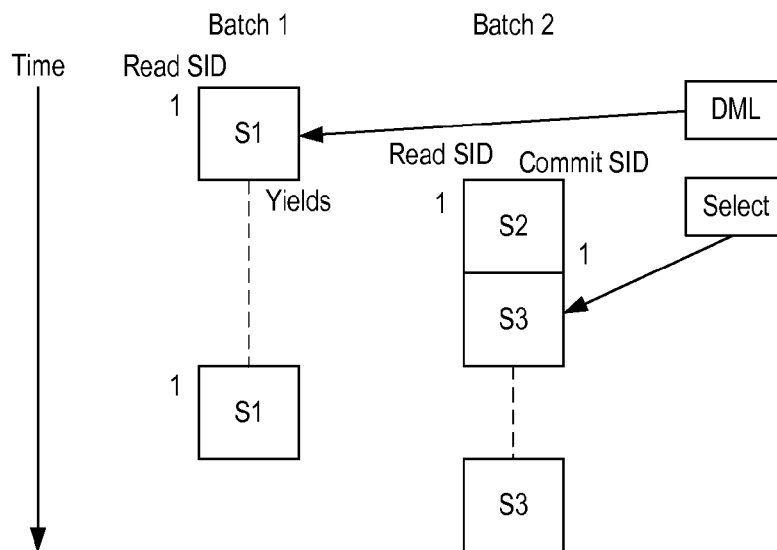 Batch 1
Batch 2
Time
Read SID
1
S1
DML
Read SID
Commit SID
Yields
1
S2
Select
1
S3
1
S1
S3